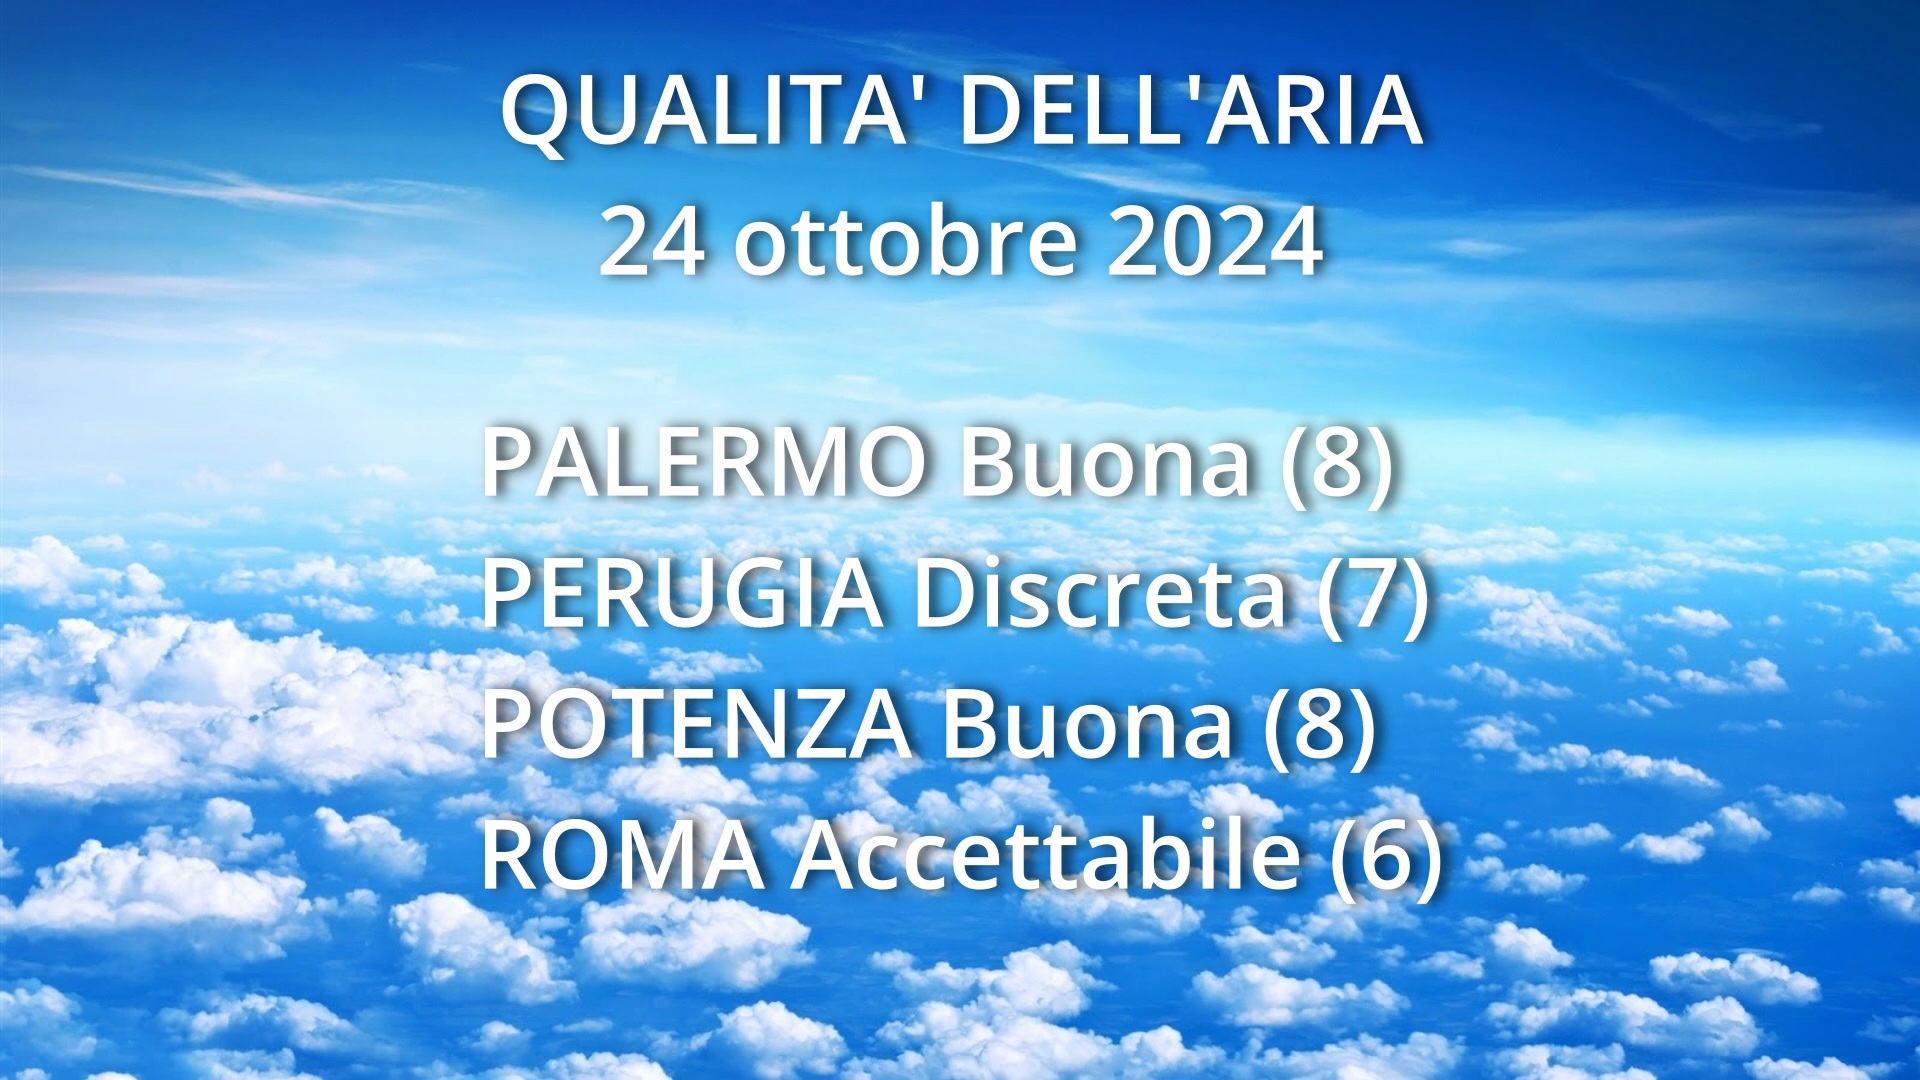 QUALITA' DELL'ARIA
24 ottobre 2024
PALERMO Buona (8)
PERUGIA Discreta (7)
POTENZA Buona (8)
ROMA Accettabile (6)